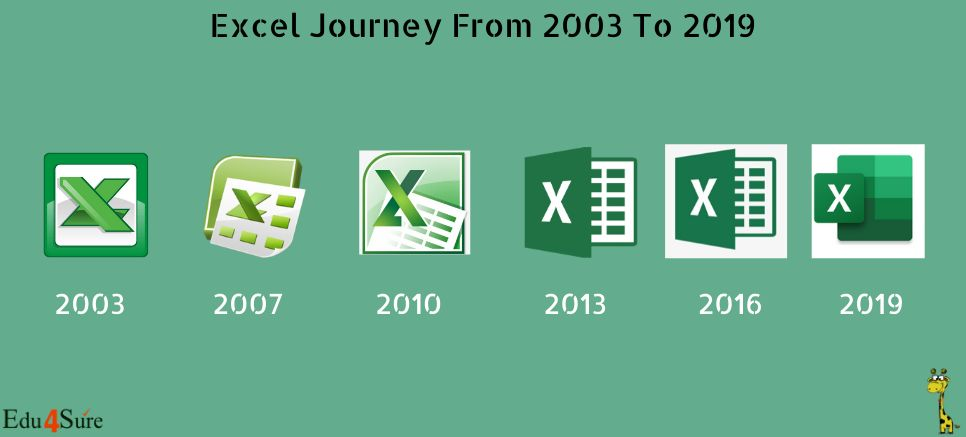 Excel Journey From 2003 To 2019
X X X X X X
2003 2007 2010 2013 2016 2019
Edu4Sure